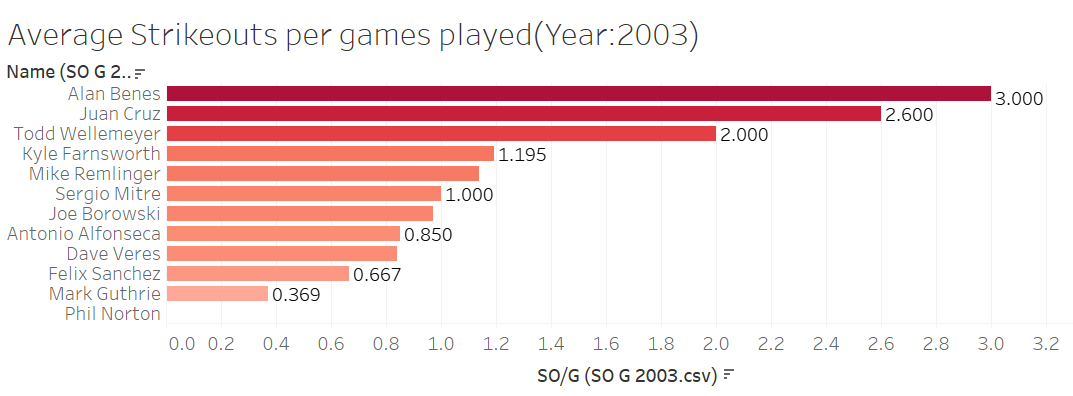 Average Strikeouts per games played(Year:2003)
Name (SO G 2..
Alan Benes 3.000
Juan Cruz 2.600
Todd Wellemeyer 2.000
Kyle Farnsworth 1.195
Mike Remlinger
Sergio Mitre 1.000
Joe Borowski
Antonio Alfonseca 0.850
Dave Veres
Felix Sanchez 0.667
Mark Guthrie 0.369
Phil Norton
0.0 0.2 0.4 0.6 0.8 1.0 1.2 1.4 1.6 1.8 2.0 2.2 2.4 2.6 2.8 3.0 3.2
SO/G (SO G 2003.csv)